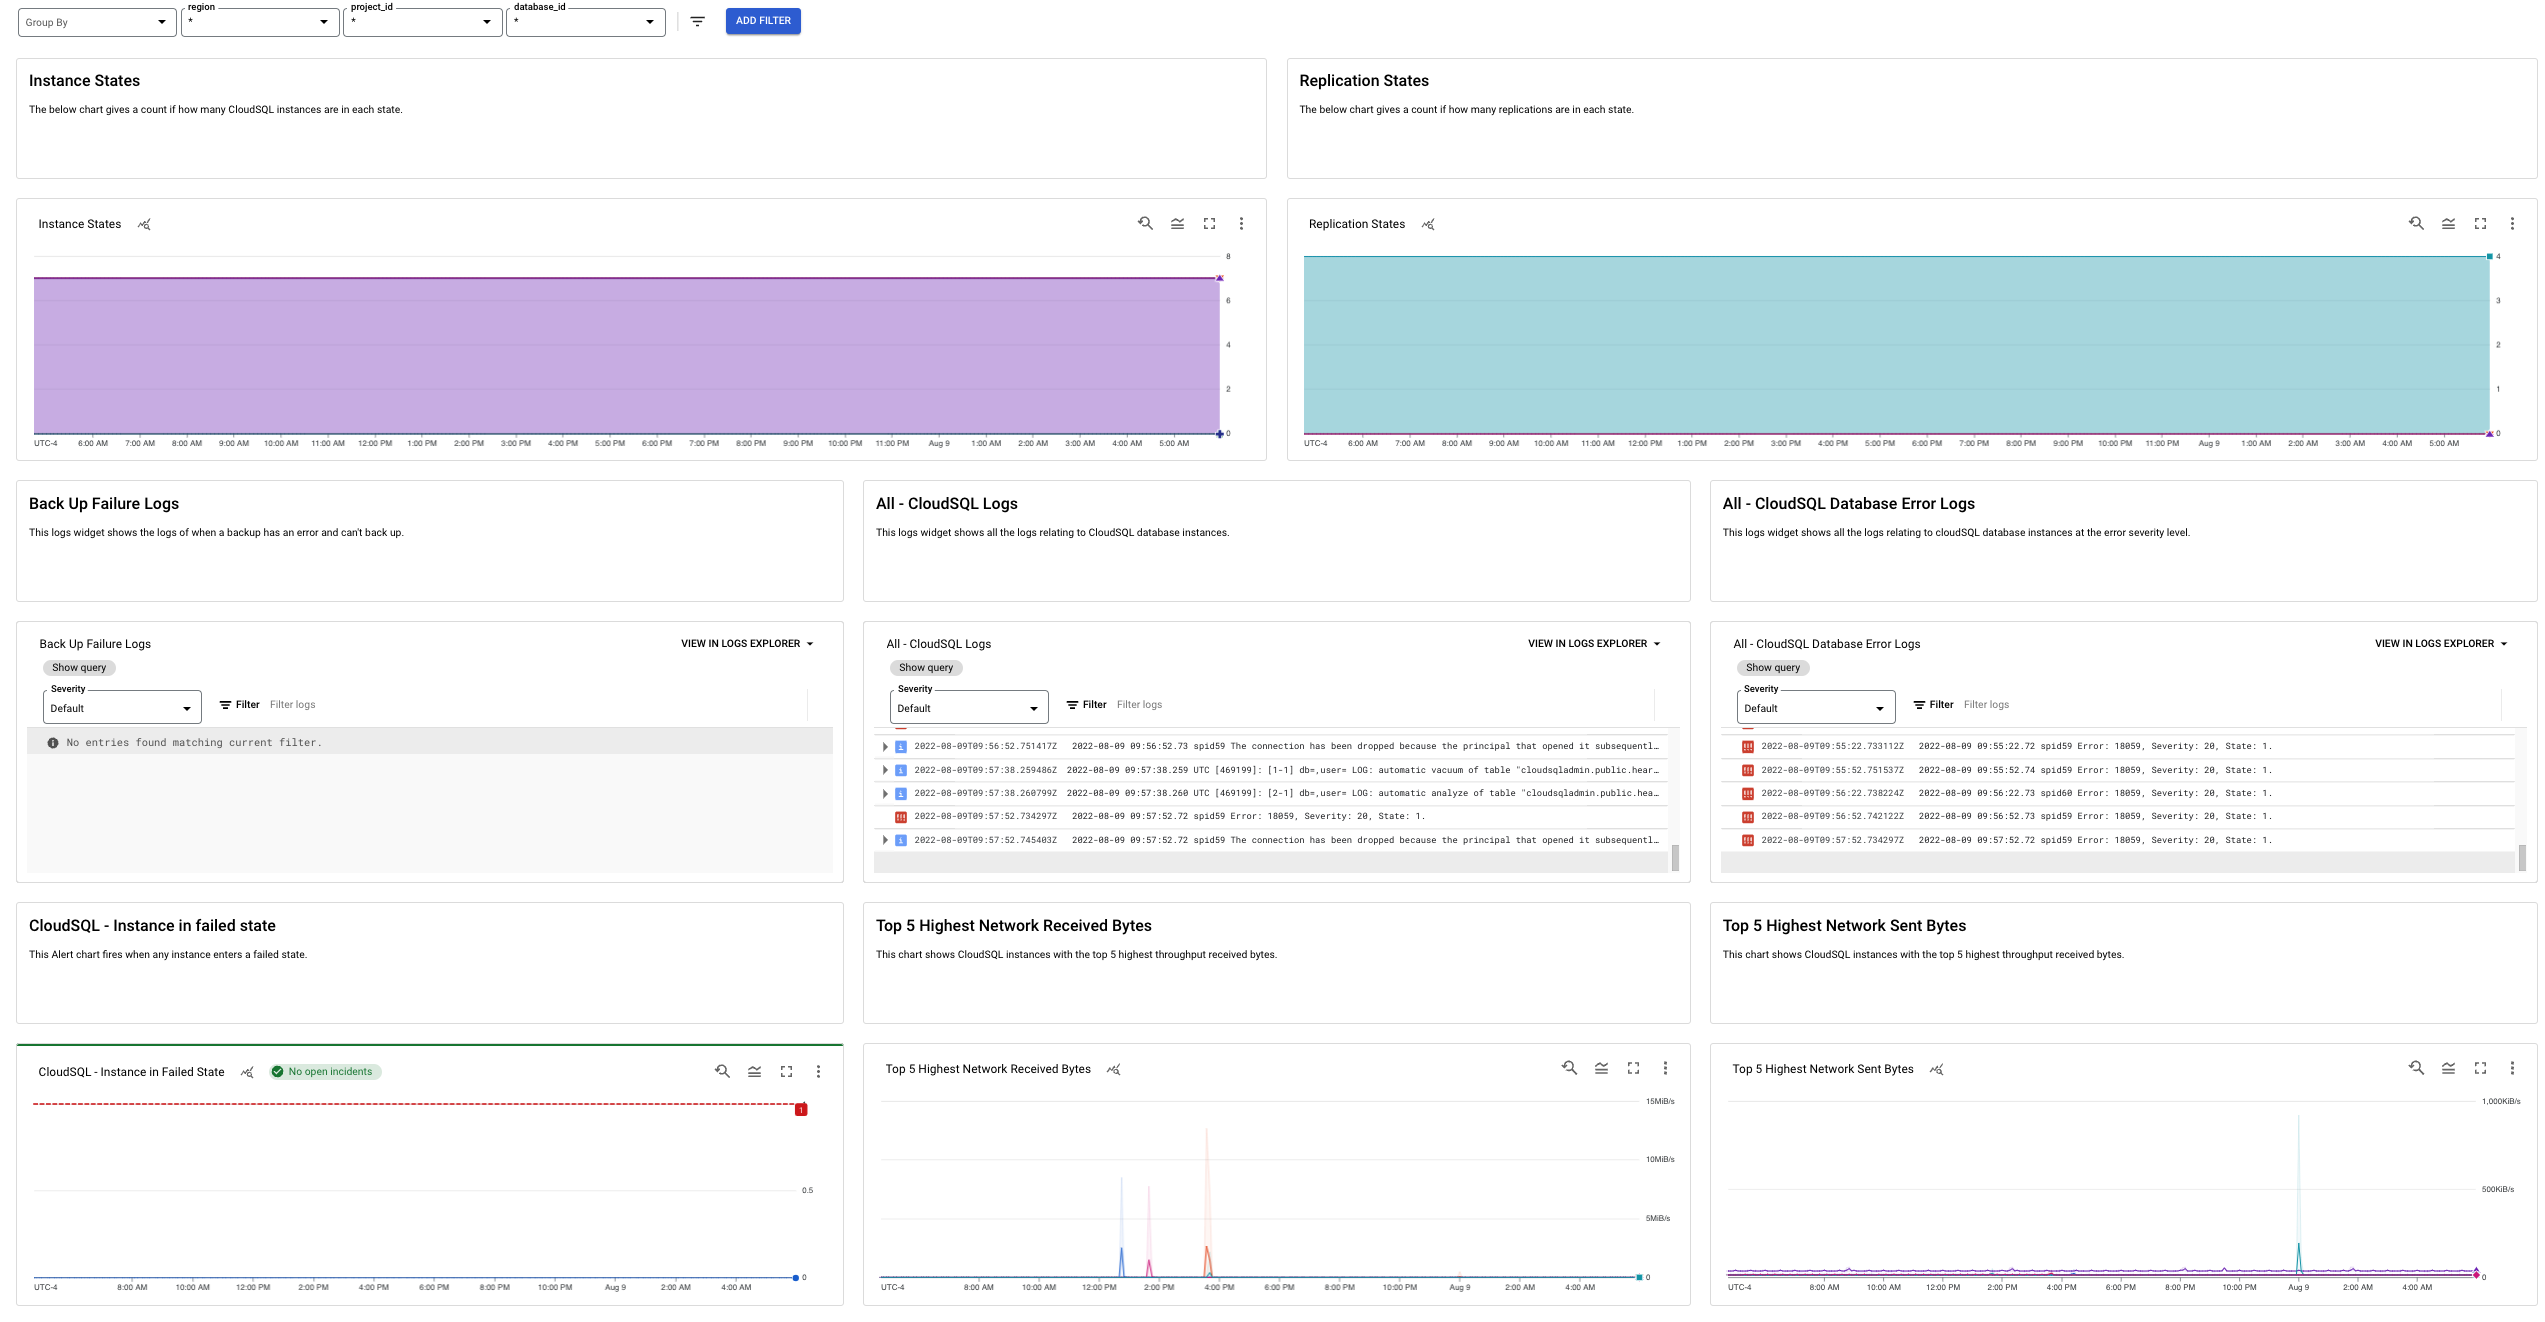 Group By
region
*
project_id
*
database_id
*
ADD FILTER
Instance States
The below chart gives a count if how many CloudSQL instances are in each state.
Replication States
The below chart gives a count if how many replications are in each state.
Instance States
8
6
4
2
0
UTC-4 6:00 AM 7:00 AM 8:00 AM 9:00 AM 10:00 AM 11:00 AM 12:00 PM 1:00 PM 2:00 PM 3:00 PM 4:00 PM 5:00 PM 6:00 PM 7:00 PM 8:00 PM 9:00 PM 10:00 PM 11:00 PM Aug 9 1:00 AM 2:00 AM 3:00 AM 4:00 AM 5:00 AM
Replication States
4
3
2
1
0
UTC-4 6:00 AM 7:00 AM 8:00 AM 9:00 AM 10:00 AM 11:00 AM 12:00 PM 1:00 PM 2:00 PM 3:00 PM 4:00 PM 5:00 PM 6:00 PM 7:00 PM 8:00 PM 9:00 PM 10:00 PM 11:00 PM Aug 9 1:00 AM 2:00 AM 3:00 AM 4:00 AM 5:00 AM
Back Up Failure Logs
This logs widget shows the logs of when a backup has an error and can't back up.
All - CloudSQL Logs
This logs widget shows all the logs relating to CloudSQL database instances.
All - CloudSQL Database Error Logs
This logs widget shows all the logs relating to cloudSQL database instances at the error severity level.
Back Up Failure Logs
VIEW IN LOGS EXPLORER
Show query
Severity
Default
Filter Filter logs
No entries found matching current filter.
All - CloudSQL Logs
VIEW IN LOGS EXPLORER
Show query
Severity
Default
Filter Filter logs
2022-08-09T09:56:52.751417Z 2022-08-09 09:56:52.73 spid59 The connection has been dropped because the principal that opened it subsequentl…
2022-08-09T09:57:38.259486Z 2022-08-09 09:57:38.259 UTC [469199]: [1-1] db=,user= LOG: automatic vacuum of table "cloudsqladmin.public.hear…
2022-08-09T09:57:38.260799Z 2022-08-09 09:57:38.260 UTC [469199]: [2-1] db=,user= LOG: automatic analyze of table "cloudsqladmin.public.hea…
2022-08-09T09:57:52.734297Z 2022-08-09 09:57:52.72 spid59 Error: 18059, Severity: 20, State: 1.
2022-08-09T09:57:52.745403Z 2022-08-09 09:57:52.72 spid59 The connection has been dropped because the principal that opened it subsequentl…
All - CloudSQL Database Error Logs
VIEW IN LOGS EXPLORER
Show query
Severity
Default
Filter Filter logs
2022-08-09T09:55:22.733112Z 2022-08-09 09:55:22.72 spid59 Error: 18059, Severity: 20, State: 1.
2022-08-09T09:55:52.751537Z 2022-08-09 09:55:52.74 spid59 Error: 18059, Severity: 20, State: 1.
2022-08-09T09:56:22.738224Z 2022-08-09 09:56:22.73 spid60 Error: 18059, Severity: 20, State: 1.
2022-08-09T09:56:52.742122Z 2022-08-09 09:56:52.73 spid59 Error: 18059, Severity: 20, State: 1.
2022-08-09T09:57:52.734297Z 2022-08-09 09:57:52.72 spid59 Error: 18059, Severity: 20, State: 1.
CloudSQL - Instance in failed state
This Alert chart fires when any instance enters a failed state.
Top 5 Highest Network Received Bytes
This chart shows CloudSQL instances with the top 5 highest throughput received bytes.
Top 5 Highest Network Sent Bytes
This chart shows CloudSQL instances with the top 5 highest throughput received bytes.
CloudSQL - Instance in Failed State
No open incidents
1
0.5
0
UTC-4 8:00 AM 10:00 AM 12:00 PM 2:00 PM 4:00 PM 6:00 PM 8:00 PM 10:00 PM Aug 9 2:00 AM 4:00 AM
Top 5 Highest Network Received Bytes
15MiB/s
10MiB/s
5MiB/s
0
UTC-4 8:00 AM 10:00 AM 12:00 PM 2:00 PM 4:00 PM 6:00 PM 8:00 PM 10:00 PM Aug 9 2:00 AM 4:00 AM
Top 5 Highest Network Sent Bytes
1,000KiB/s
500KiB/s
0
UTC-4 8:00 AM 10:00 AM 12:00 PM 2:00 PM 4:00 PM 6:00 PM 8:00 PM 10:00 PM Aug 9 2:00 AM 4:00 AM